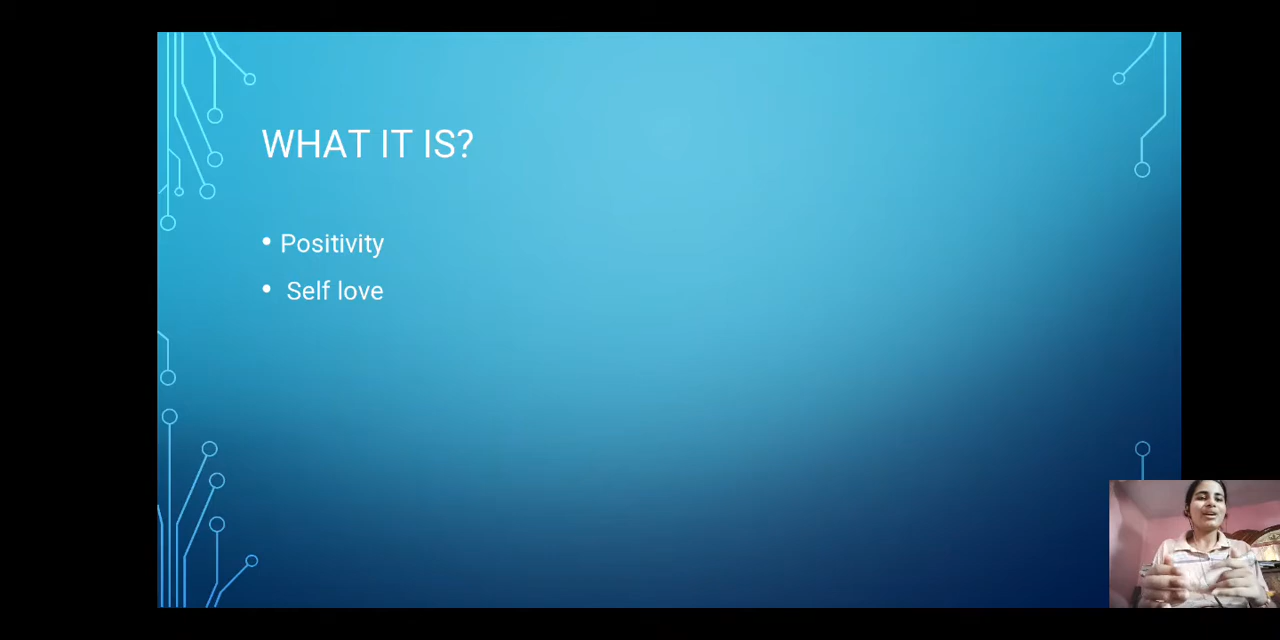 WHAT IT IS?
• Positivity
• Self love